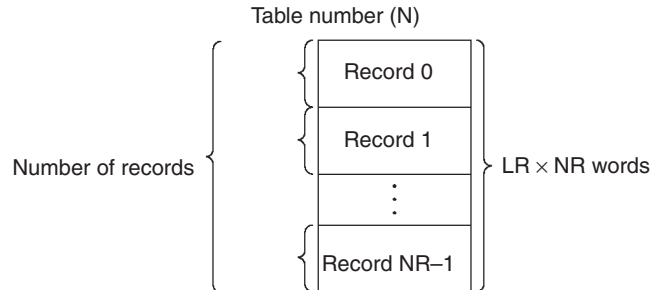 Table number (N)
Record 0
Record 1
Number of records
LR × NR words
⋮
Record NR–1